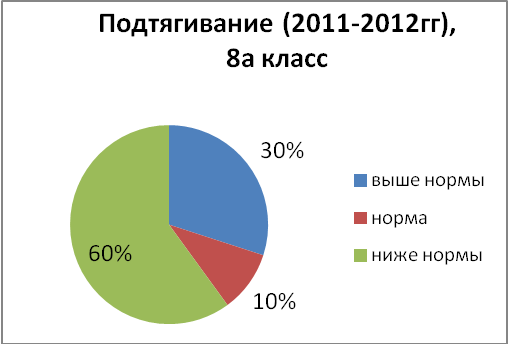 Подтягивание (2011-2012гг),
8а класс
30%
выше нормы
норма
60%
ниже нормы
10%